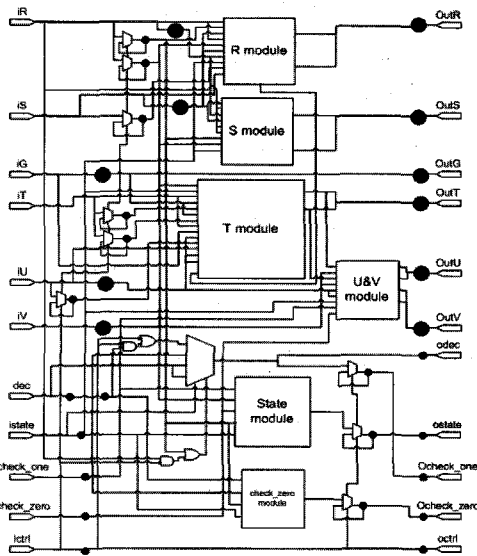 iR
OutR
R module
iS
OutS
S module
iG
OutG
iT
OutT
T module
iU
OutU
U&V
module
iV
OutV
odec
dec
State
module
istate
ostate
check_one
Ocheck_one
check_zero
module
check_zero
Ocheck_zero
ictrl
octrl